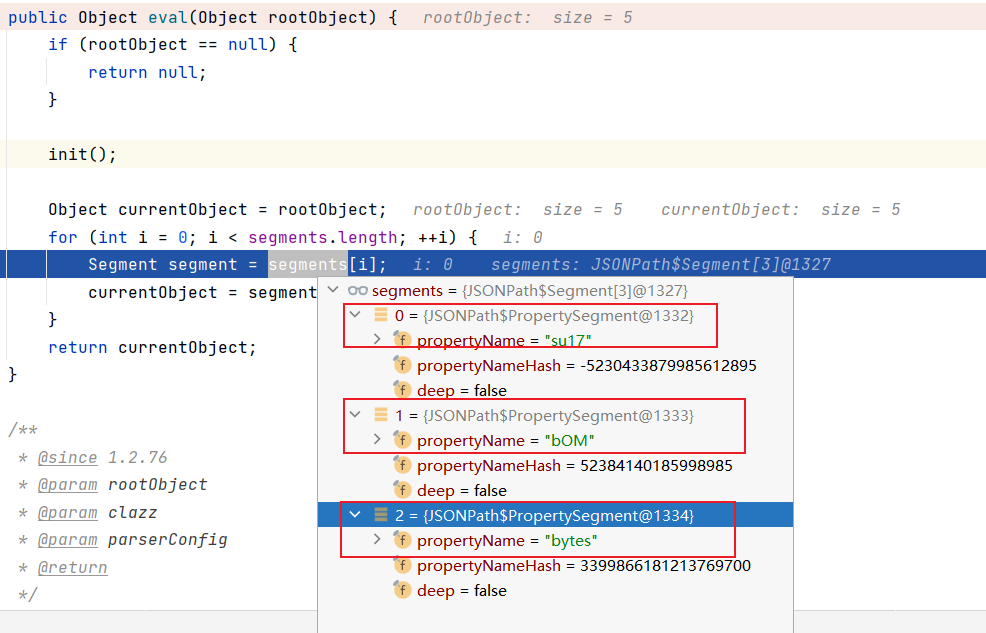 public Object eval(Object rootObject) { rootObject: size = 5
if (rootObject == null) {
return null;
}
init();
Object currentObject = rootObject; rootObject: size = 5 currentObject: size = 5
for (int i = 0; i < segments.length; ++i) { i: 0
Segment segment = segments[i]; i: 0 segments: JSONPath$Segment[3]@1327
currentObject = segment
}
return currentObject;
}
/**
* @since 1.2.76
* @param rootObject
* @param clazz
* @param parserConfig
* @return
*/
segments = {JSONPath$Segment[3]@1327}
0 = {JSONPath$PropertySegment@1332}
f propertyName = "su17"
f propertyNameHash = -5230433879985612895
f deep = false
1 = {JSONPath$PropertySegment@1333}
f propertyName = "bOM"
f propertyNameHash = 52384140185998985
f deep = false
2 = {JSONPath$PropertySegment@1334}
f propertyName = "bytes"
f propertyNameHash = 3399866181213769700
f deep = false